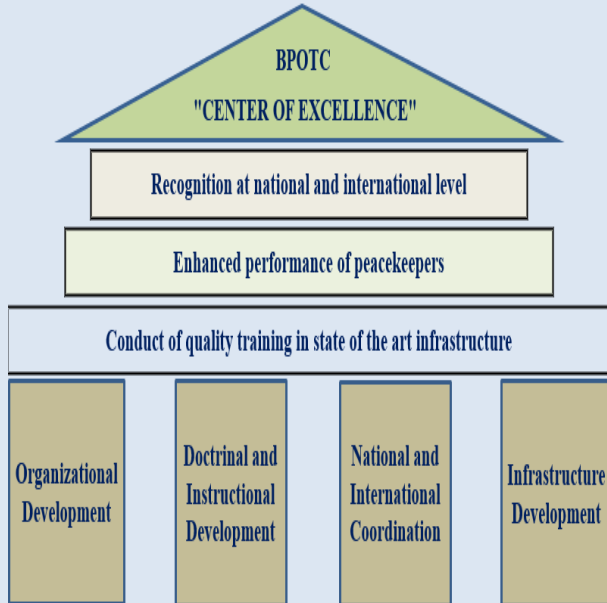 BPOTC
"CENTER OF EXCELLENCE"
Recognition at national and international level
Enhanced performance of peacekeepers
Conduct of quality training in state of the art infrastructure
Organizational
Development
Doctrinal and
Instructional
Development
National and
International
Coordination
Infrastructure
Development